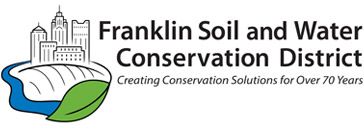 Franklin Soil and Water
Conservation District
Creating Conservation Solutions for Over 70 Years